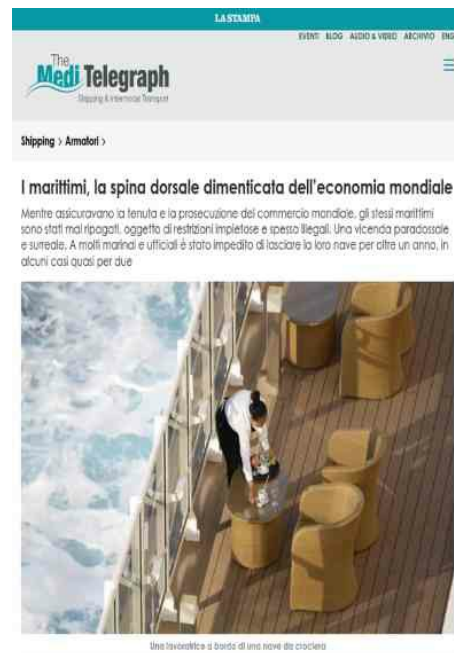 LA STAMPA
EVENTI BLOG AUDIO & VIDEO ARCHIVIO ENG
The
Medi Telegraph
Shipping & Intermodal Transport
Shipping > Armatori >
I marittimi, la spina dorsale dimenticata dell'economia mondiale
Mentre assicuravano la tenuta e la prosecuzione del commercio mondiale, gli stessi marittimi
sono stati mal ripagati, oggetto di restrizioni impietose e spesso illegali. Una vicenda paradossale
e surreale. A molti marinai e ufficiali è stato impedito di lasciare la loro nave per oltre un anno, in
alcuni casi quasi per due
Una lavoratrice a bordo di una nave da crociera